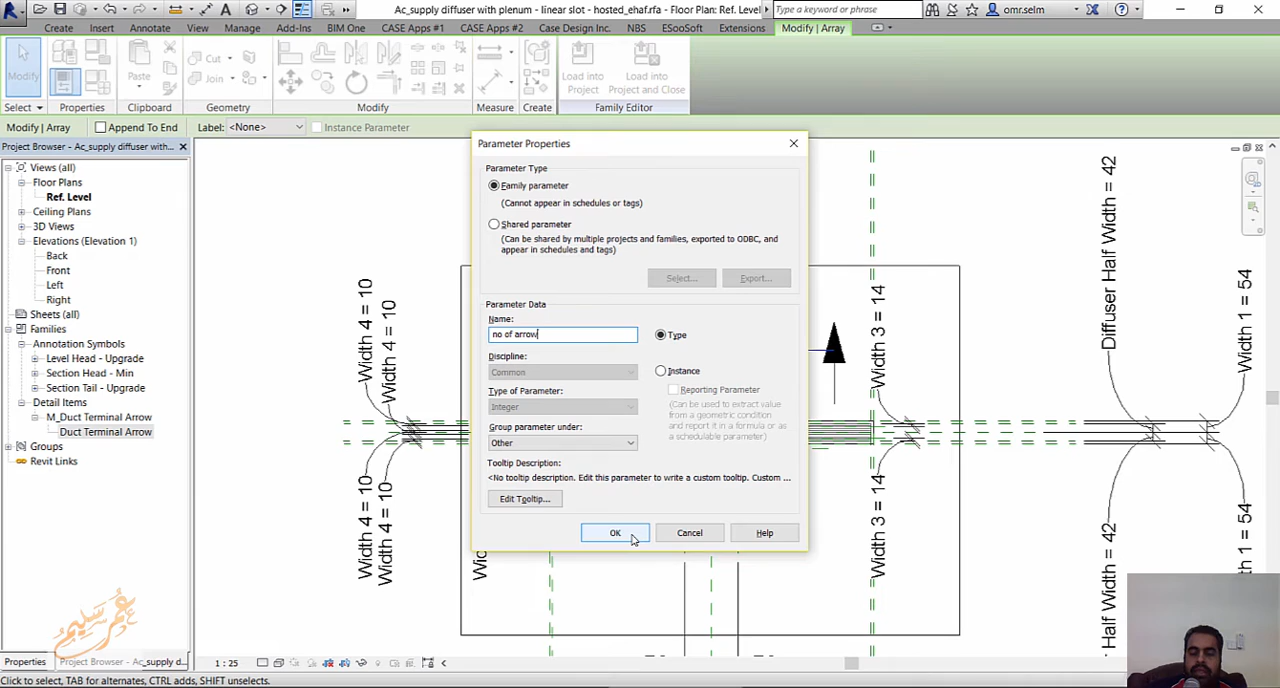 Ac_supply diffuser with plenum - linear slot - hosted_ehaf.rfa - Floor Plan: Ref. Level
Type a keyword or phrase
omr.selm
Create Insert Annotate View Manage Add-Ins BIM One CASE Apps #1 CASE Apps #2 Case Design Inc. NBS ESooSoft Extensions Modify | Array
Modify
Paste
Cut
Join
Load into Project
Load into Project and Close
Select Properties Clipboard Geometry Modify Measure Create Family Editor
Modify | Array
Append To End
Label: <None>
Instance Parameter
Project Browser - Ac_supply diffuser with...
Views (all)
Floor Plans
Ref. Level
Ceiling Plans
3D Views
Elevations (Elevation 1)
Back
Front
Left
Right
Sheets (all)
Families
Annotation Symbols
Level Head - Upgrade
Section Head - Min
Section Tail - Upgrade
Detail Items
M_Duct Terminal Arrow
Duct Terminal Arrow
Groups
Revit Links
Properties
Project Browser - Ac_supply d...
Parameter Properties
Parameter Type
Family parameter
(Cannot appear in schedules or tags)
Shared parameter
(Can be shared by multiple projects and families, exported to ODBC, and
appear in schedules and tags)
Select...
Export...
Parameter Data
Name:
no of arrow
Type
Discipline:
Common
Instance
Type of Parameter:
Reporting Parameter
Integer
(Can be used to extract value
from a geometric condition
and report it in a formula or as
a schedulable parameter)
Group parameter under:
Other
Tooltip Description:
<No tooltip description. Edit this parameter to write a custom tooltip. Custom ...
Edit Tooltip...
OK
Cancel
Help
Width 4 = 10
Width 4 = 10
Width 4 = 10
Width 4 = 10
Width 3 = 14
Width 3 = 14
Diffuser Half Width = 42
Width 1 = 54
Half Width = 42
th 1 = 54
Wid
عمر سليم
1 : 25
Click to select, TAB for alternates, CTRL adds, SHIFT unselects.